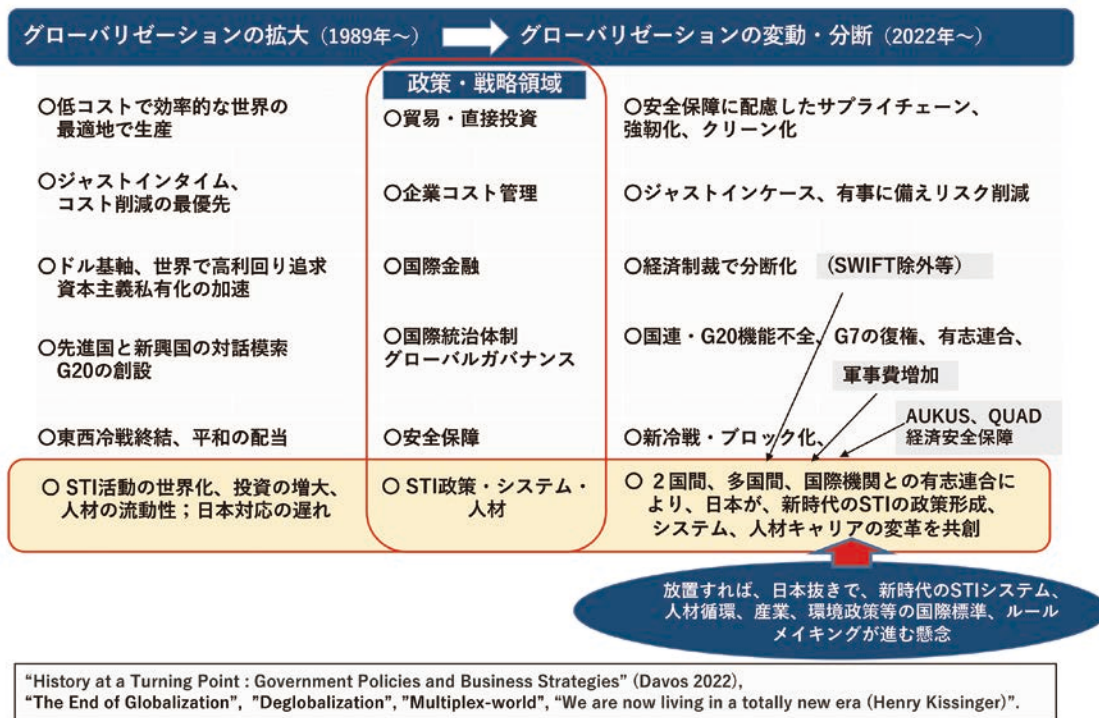 グローバリゼーションの拡大（1989年～） グローバリゼーションの変動・分断（2022年～）
政策・戦略領域
〇低コストで効率的な世界の
最適地で生産
〇貿易・直接投資
〇安全保障に配慮したサプライチェーン、
強靭化、クリーン化
〇ジャストインタイム、
コスト削減の最優先
〇企業コスト管理
〇ジャストインケース、有事に備えリスク削減
〇ドル基軸、世界で高利回り追求
資本主義私有化の加速
〇国際金融
〇経済制裁で分断化 （SWIFT除外等）
〇先進国と新興国の対話模索
G20の創設
〇国際統治体制
グローバルガバナンス
〇国連・G20機能不全、G7の復権、有志連合、
軍事費増加
〇東西冷戦終結、平和の配当
〇安全保障
〇新冷戦・ブロック化、
AUKUS、QUAD
経済安全保障
〇 STI活動の世界化、投資の増大、
人材の流動性；日本対応の遅れ
〇 STI政策・システム・
人材
〇 ２国間、多国間、国際機関との有志連合に
より、日本が、新時代のSTIの政策形成、
システム、人材キャリアの変革を共創
放置すれば、日本抜きで、新時代のSTIシステム、
人材循環、産業、環境政策等の国際標準、ルール
メイキングが進む懸念
“History at a Turning Point : Government Policies and Business Strategies” (Davos 2022),
“The End of Globalization”, ”Deglobalization”, ”Multiplex-world”, “We are now living in a totally new era (Henry Kissinger)”.